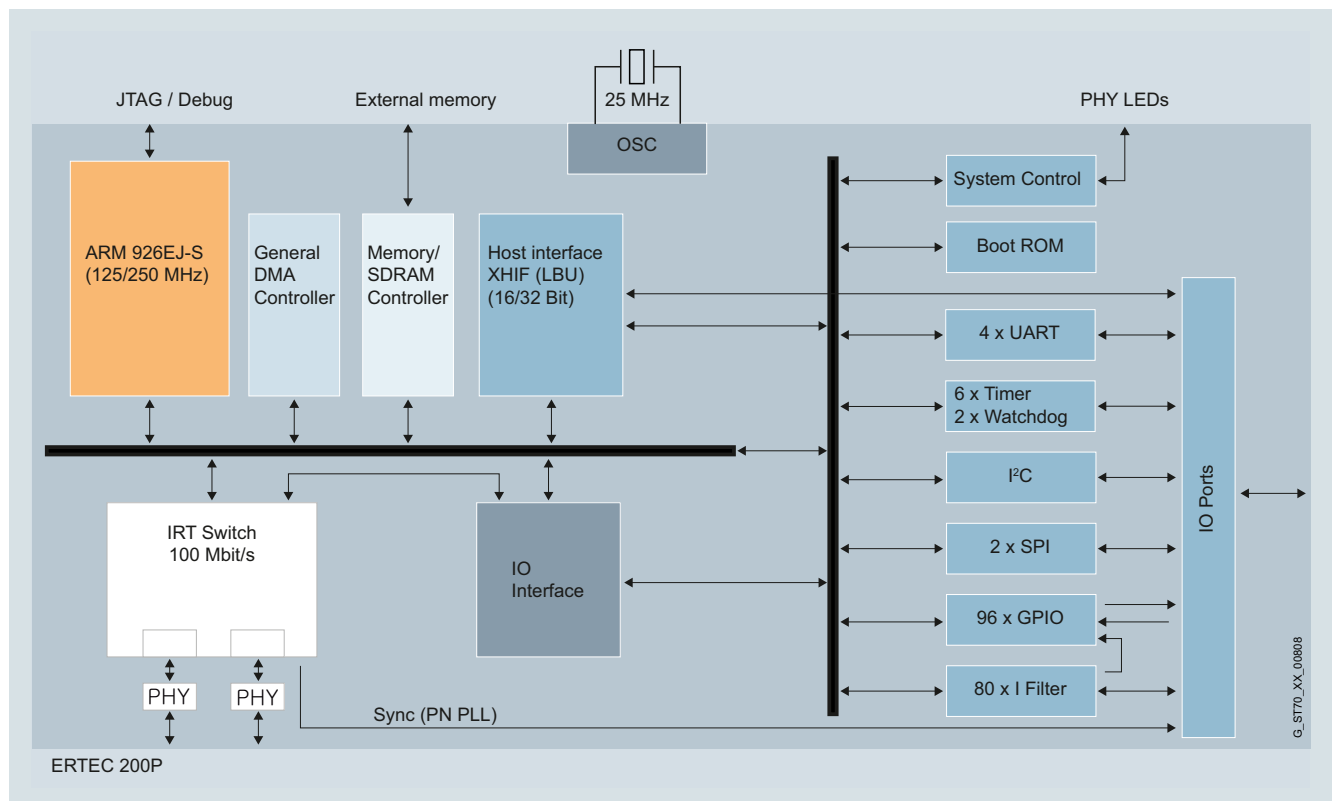 JTAG / Debug
External memory
25 MHz
PHY LEDs
OSC
System Control
ARM 926EJ-S
(125/250 MHz)
General
DMA
Controller
Memory/
SDRAM
Controller
Host interface
XHIF (LBU)
(16/32 Bit)
Boot ROM
4 x UART
6 x Timer
2 x Watchdog
I²C
IRT Switch
100 Mbit/s
IO
Interface
2 x SPI
96 x GPIO
80 x I Filter
IO Ports
PHY
PHY
Sync (PN PLL)
G_ST70_XX_00808
ERTEC 200P